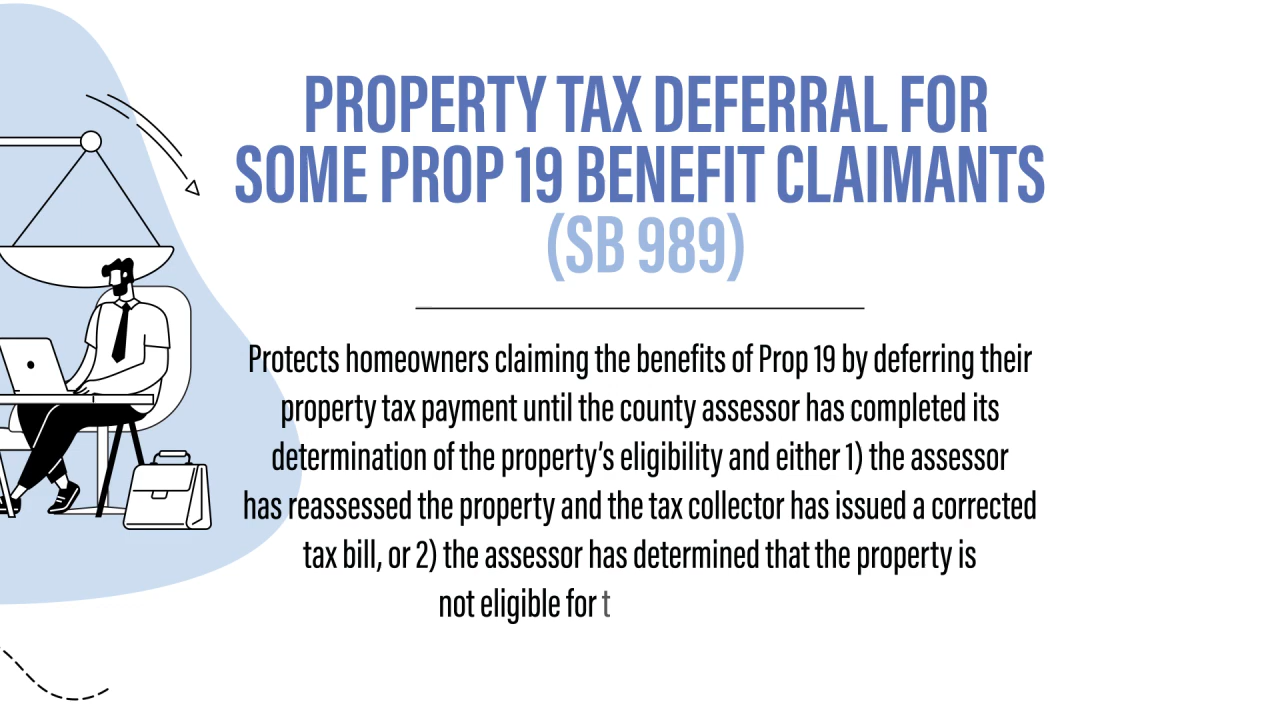 PROPERTY TAX DEFERRAL FOR
SOME PROP 19 BENEFIT CLAIMANTS
(SB 989)
Protects homeowners claiming the benefits of Prop 19 by deferring their
property tax payment until the county assessor has completed its
determination of the property’s eligibility and either 1) the assessor
has reassessed the property and the tax collector has issued a corrected
tax bill, or 2) the assessor has determined that the property is
not eligible for t